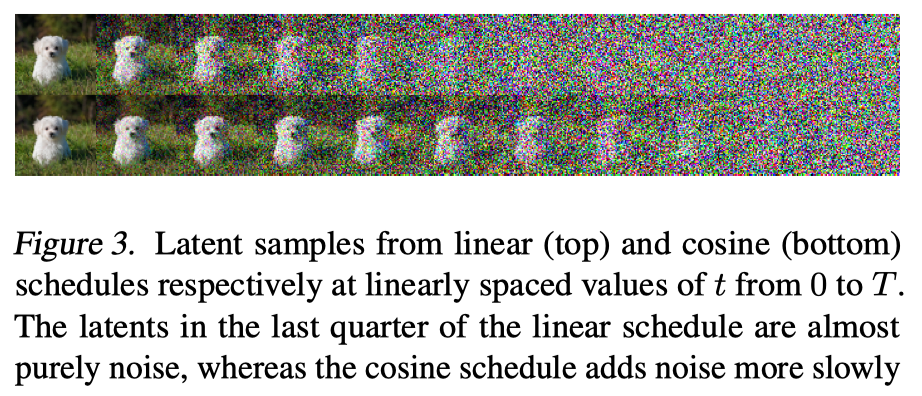 Figure 3. Latent samples from linear (top) and cosine (bottom)
schedules respectively at linearly spaced values of t from 0 to T.
The latents in the last quarter of the linear schedule are almost
purely noise, whereas the cosine schedule adds noise more slowly